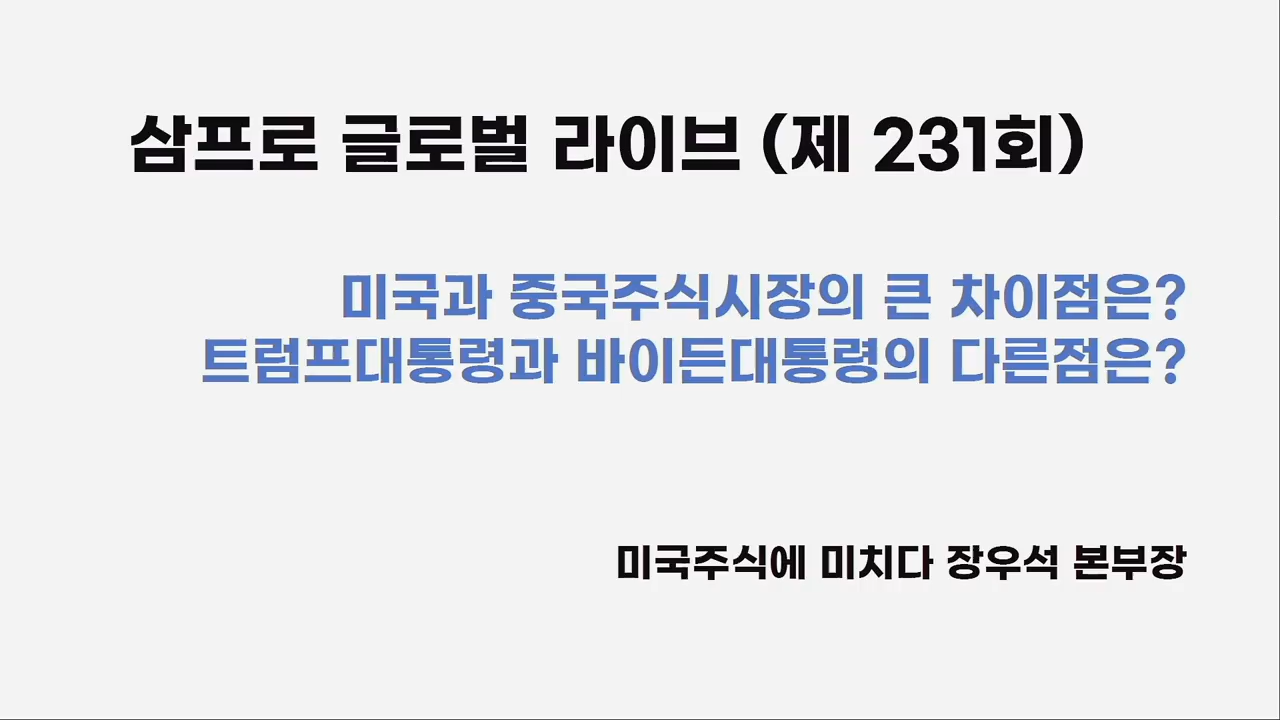 삼프로 글로벌 라이브 (제 231회)
미국과 중국주식시장의 큰 차이점은?
트럼프대통령과 바이든대통령의 다른점은?
미국주식에 미치다 장우석 본부장